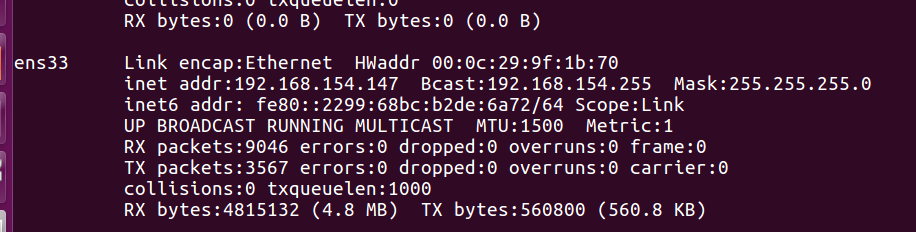 collisions:0 txqueuelen:0
RX bytes:0 (0.0 B)  TX bytes:0 (0.0 B)
ens33     Link encap:Ethernet  HWaddr 00:0c:29:9f:1b:70
inet addr:192.168.154.147  Bcast:192.168.154.255  Mask:255.255.255.0
inet6 addr: fe80::2299:68bc:b2de:6a72/64 Scope:Link
UP BROADCAST RUNNING MULTICAST  MTU:1500  Metric:1
RX packets:9046 errors:0 dropped:0 overruns:0 frame:0
TX packets:3567 errors:0 dropped:0 overruns:0 carrier:0
collisions:0 txqueuelen:1000
RX bytes:4815132 (4.8 MB)  TX bytes:560800 (560.8 KB)